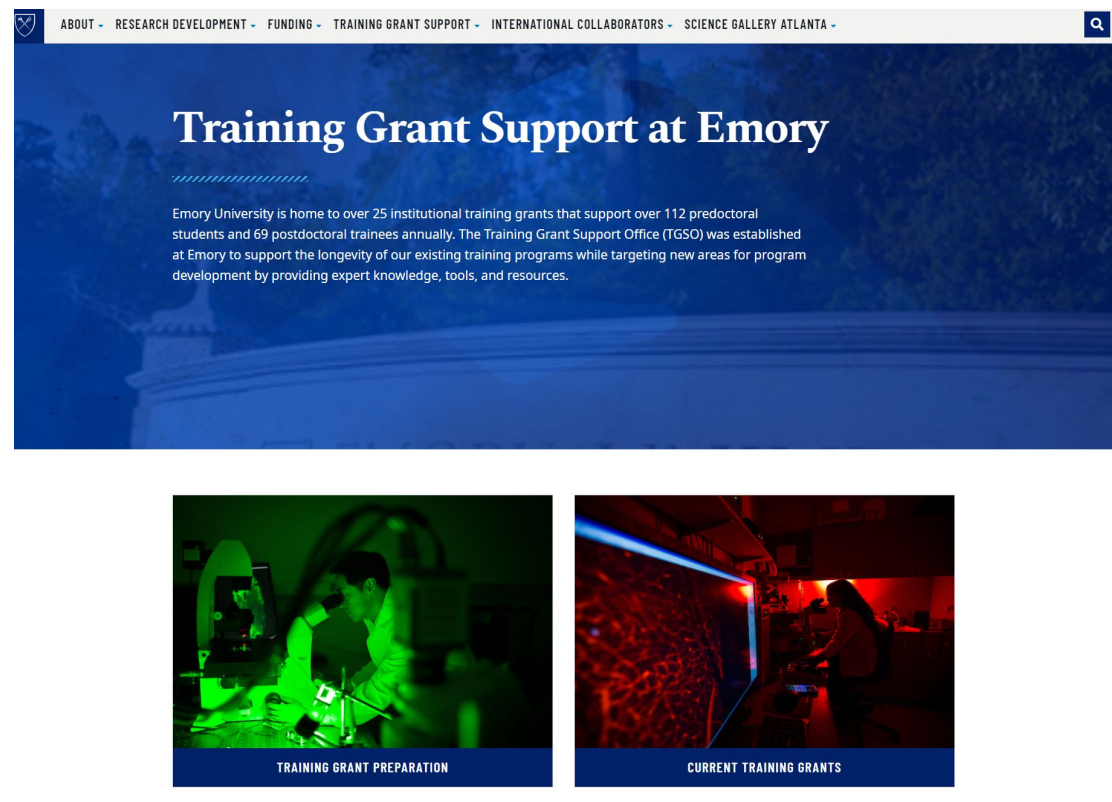 ABOUT RESEARCH DEVELOPMENT FUNDING TRAINING GRANT SUPPORT INTERNATIONAL COLLABORATORS SCIENCE GALLERY ATLANTA
Training Grant Support at Emory
Emory University is home to over 25 institutional training grants that support over 112 predoctoral
students and 69 postdoctoral trainees annually. The Training Grant Support Office (TGSO) was established
at Emory to support the longevity of our existing training programs while targeting new areas for program
development by providing expert knowledge, tools, and resources.
TRAINING GRANT PREPARATION
CURRENT TRAINING GRANTS